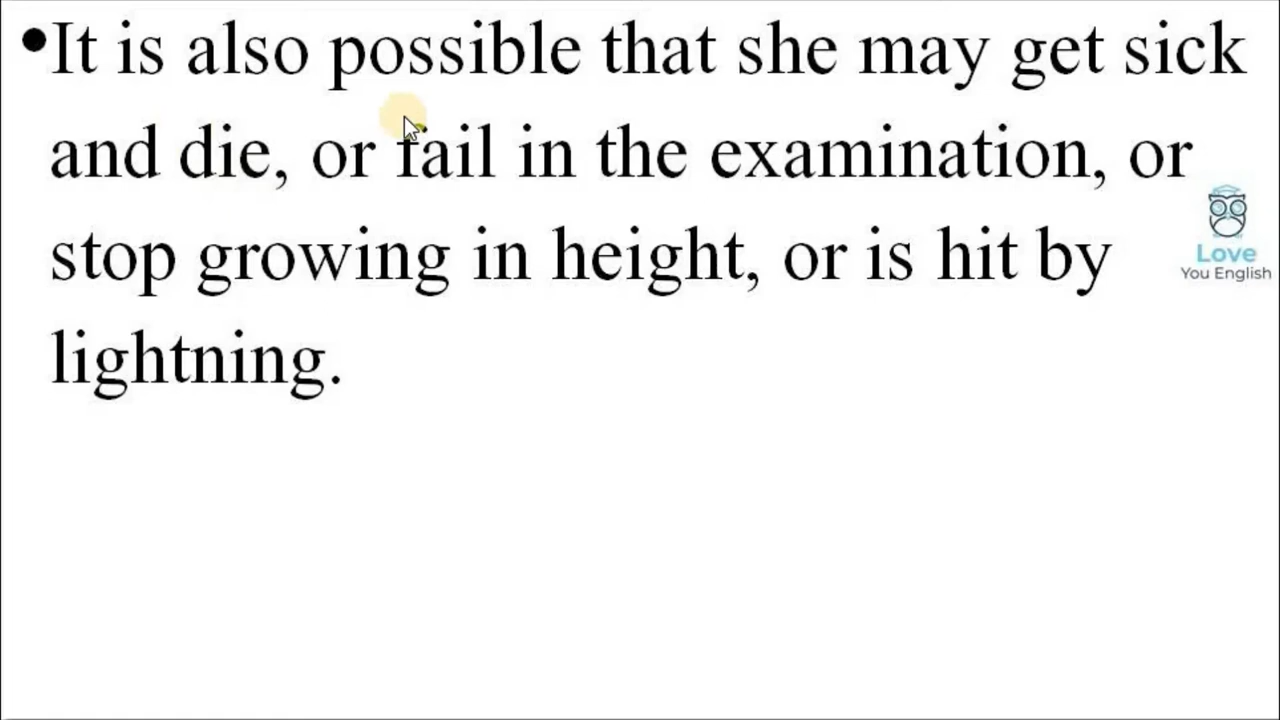 •It is also possible that she may get sick
and die, or fail in the examination, or
stop growing in height, or is hit by
lightning.
Love
You English